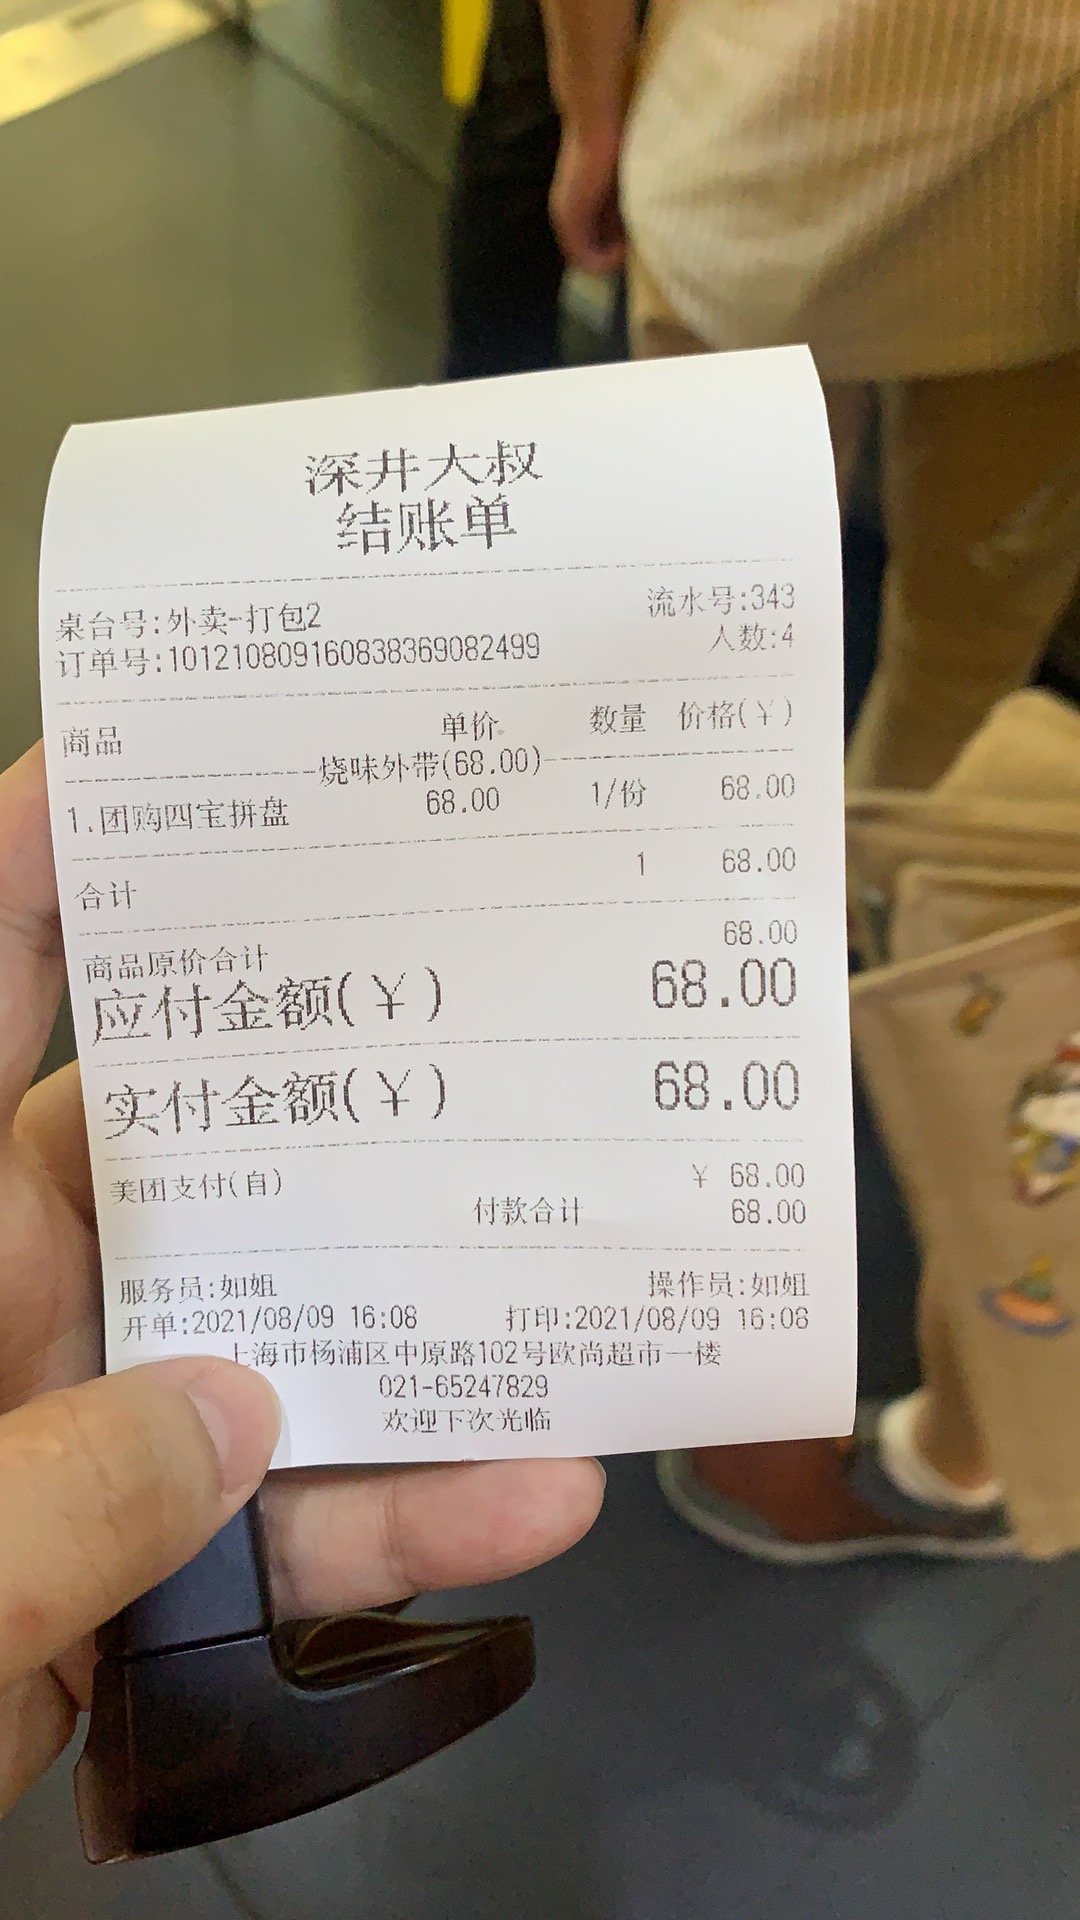 深井大叔
结账单
桌台号:外卖-打包2 流水号:343
订单号:101210809160838369082499 人数:4
商品 单价 数量 价格(¥)
烧味外带(68.00)
1.团购四宝拼盘 68.00 1/份 68.00
合计 1 68.00
商品原价合计 68.00
应付金额(¥) 68.00
实付金额(¥) 68.00
美团支付(自) ¥ 68.00
付款合计 68.00
服务员:如姐 操作员:如姐
开单:2021/08/09 16:08 打印:2021/08/09 16:08
上海市杨浦区中原路102号欧尚超市一楼
021-65247829
欢迎下次光临